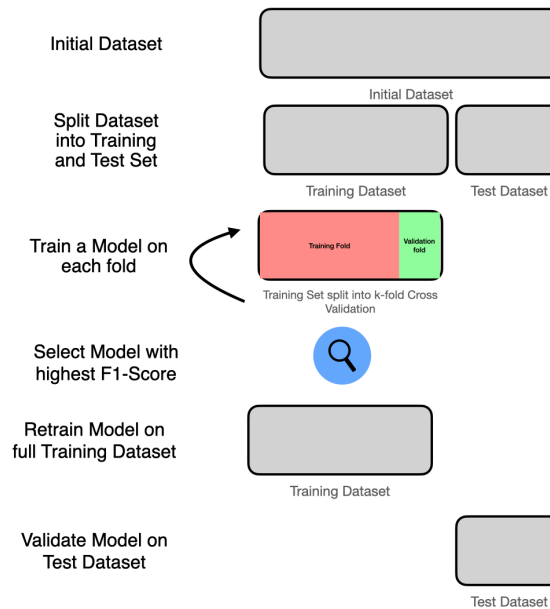 Initial Dataset
Initial Dataset
Split Dataset
into Training
and Test Set
Training Dataset
Test Dataset
Train a Model on
each fold
Training Fold
Validation
fold
Training Set split into k-fold Cross
Validation
Select Model with
highest F1-Score
Retrain Model on
full Training Dataset
Training Dataset
Validate Model on
Test Dataset
Test Dataset